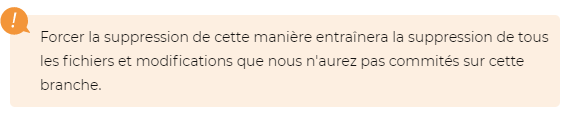 !
Forcer la suppression de cette manière entraînera la suppression de tous
les fichiers et modifications que nous n'aurez pas commités sur cette
branche.